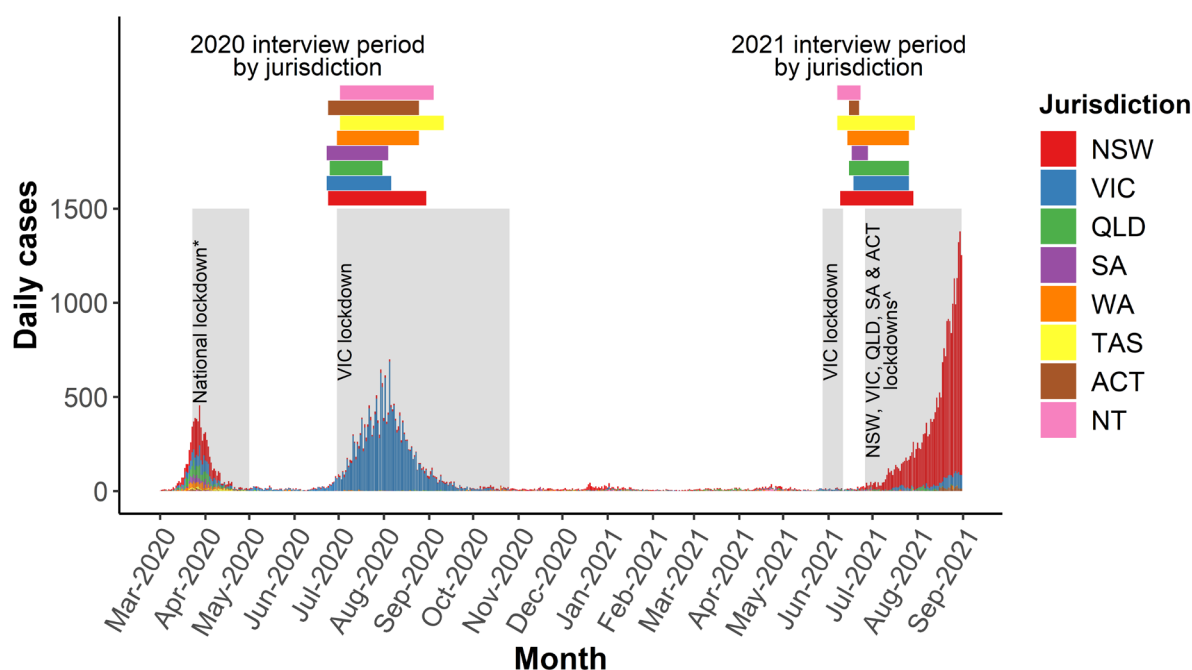 2020 interview period
by jurisdiction
2021 interview period
by jurisdiction
Jurisdiction
NSW
VIC
QLD
SA
WA
TAS
ACT
NT
Daily cases
1500
1000
500
0
National lockdown*
VIC lockdown
VIC lockdown
NSW, VIC, QLD, SA & ACT
lockdowns^
Mar-2020
Apr-2020
May-2020
Jun-2020
Jul-2020
Aug-2020
Sep-2020
Oct-2020
Nov-2020
Dec-2020
Jan-2021
Feb-2021
Mar-2021
Apr-2021
May-2021
Jun-2021
Jul-2021
Aug-2021
Sep-2021
Month